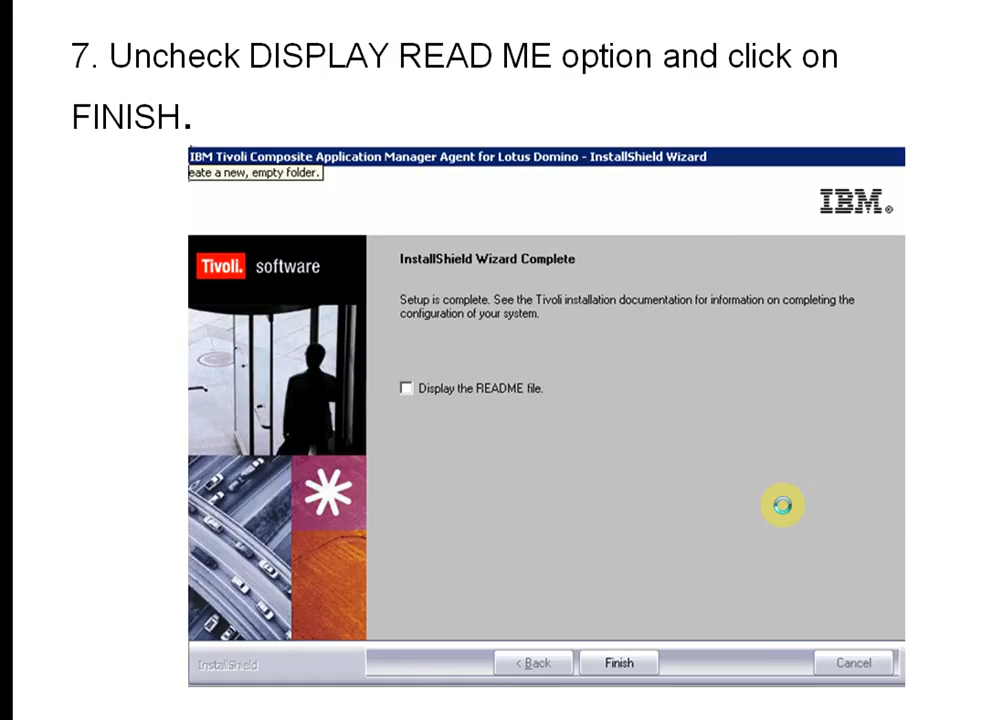 7. Uncheck DISPLAY READ ME option and click on
FINISH.
IBM Tivoli Composite Application Manager Agent for Lotus Domino - InstallShield Wizard
eate a new, empty folder.
IBM®
Tivoli. software
InstallShield Wizard Complete
Setup is complete. See the Tivoli installation documentation for information on completing the
configuration of your system.
Display the README file.
InstallShield
< Back
Finish
Cancel